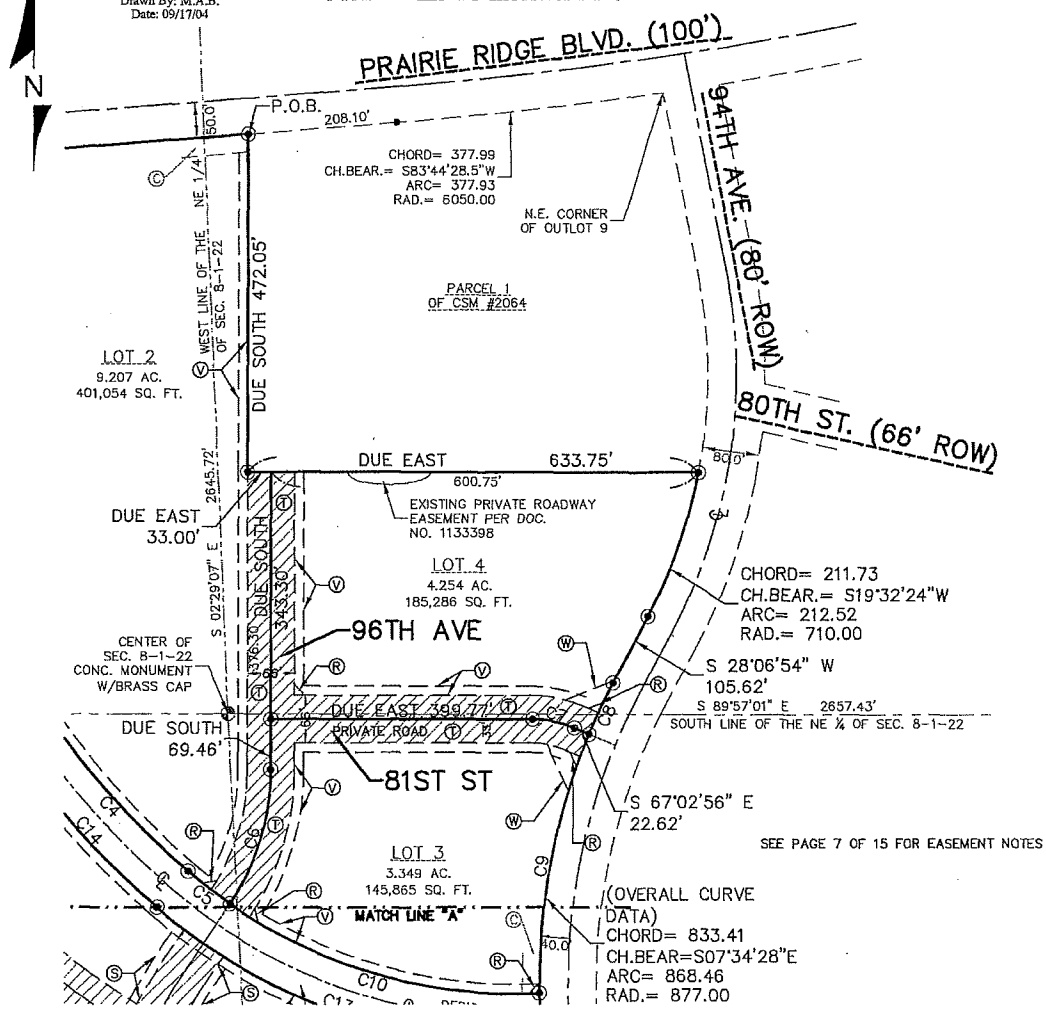 Drawn By: M.A.B.
Date: 09/17/04
N
PRAIRIE RIDGE BLVD. (100')
P.O.B.
50.0'
208.10'
CHORD= 377.99
CH.BEAR.= S83°44'28.5"W
ARC= 377.93
RAD.= 6050.00
N.E. CORNER
OF OUTLOT 9
94TH AVE. (80' ROW)
80TH ST. (66' ROW)
80.0'
C
WEST LINE OF THE NE 1/4
OF SEC. 8-1-22
S 02°29'07" E 2645.72'
DUE SOUTH 472.05'
PARCEL 1
OF CSM #2064
LOT 2
9.207 AC.
401,054 SQ. FT.
V
DUE EAST 633.75'
600.75'
EXISTING PRIVATE ROADWAY
EASEMENT PER DOC.
NO. 1133398
DUE EAST
33.00'
T
DUE SOUTH
343.30'
376.30'
66'
LOT 4
4.254 AC.
185,286 SQ. FT.
V
96TH AVE
R
CENTER OF
SEC. 8-1-22
CONC. MONUMENT
W/BRASS CAP
T
V
W
R
CHORD= 211.73
CH.BEAR.= S19°32'24"W
ARC= 212.52
RAD.= 710.00
S 28°06'54" W
105.62'
S 89°57'01" E 2657.43'
SOUTH LINE OF THE NE ¼ OF SEC. 8-1-22
DUE EAST 399.77'
T
C7
C8
PRIVATE ROAD
T
DUE SOUTH
69.46'
81ST ST
V
W
R
S 67°02'56" E
22.62'
SEE PAGE 7 OF 15 FOR EASEMENT NOTES
C4
C14
R
C6
T
C5
LOT 3
3.349 AC.
145,865 SQ. FT.
MATCH LINE "A"
R
V
C9
C
40.0
R
(OVERALL CURVE
DATA)
CHORD= 833.41
CH.BEAR=S07°34'28"E
ARC= 868.46
RAD.= 877.00
S
S
C10
C13